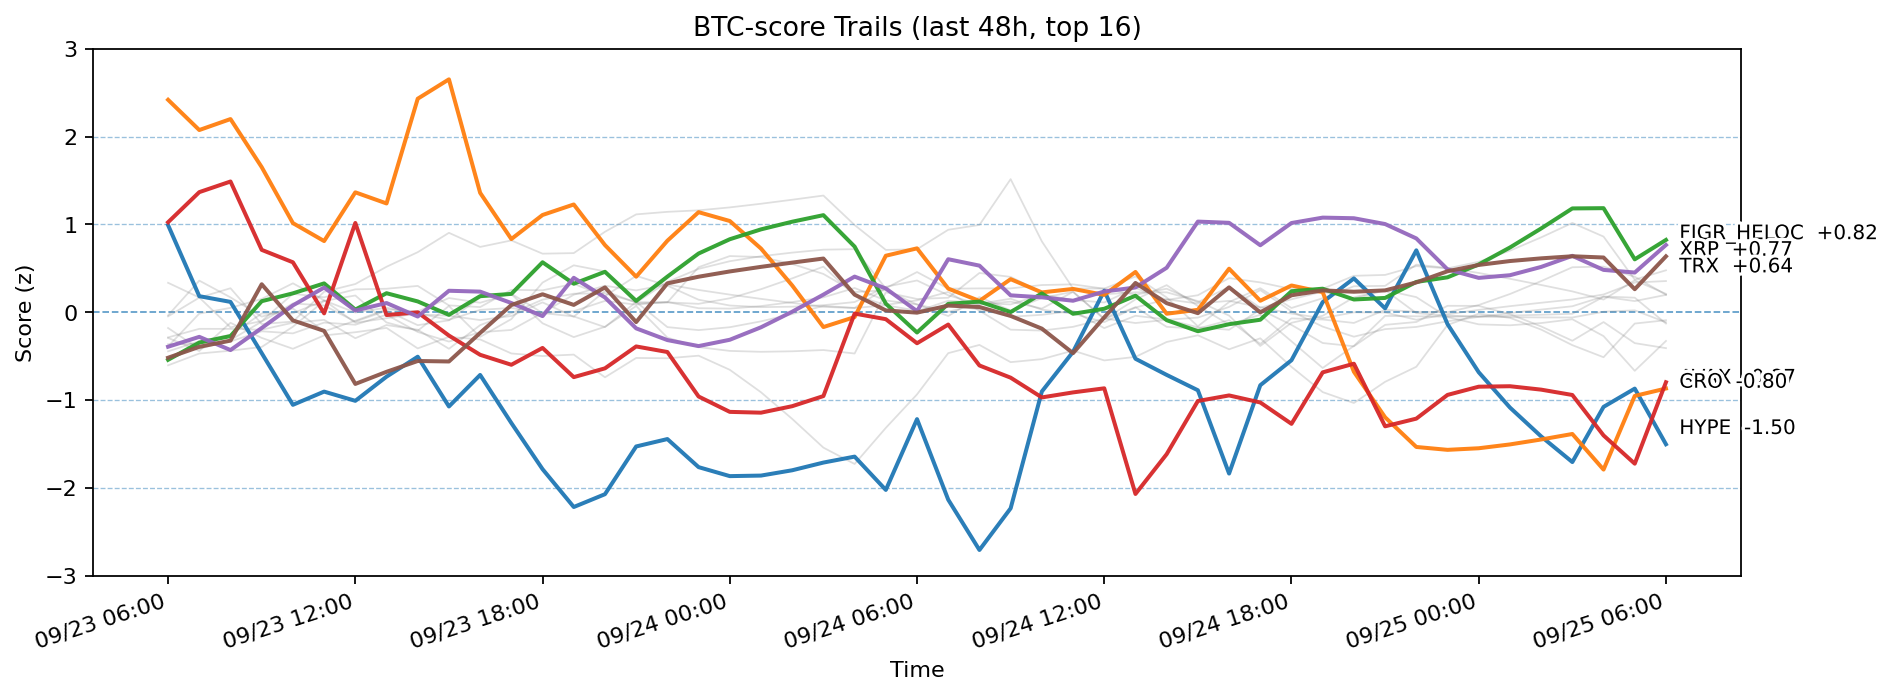 BTC-score Trails (last 48h, top 16)
3
2
1
0
−1
−2
−3
Score (z)
FIGR_HELOC +0.82
XRP +0.77
TRX +0.64
CRO -0.80
HYPE -1.50
09/23 06:00
09/23 12:00
09/23 18:00
09/24 00:00
09/24 06:00
09/24 12:00
09/24 18:00
09/25 00:00
09/25 06:00
Time